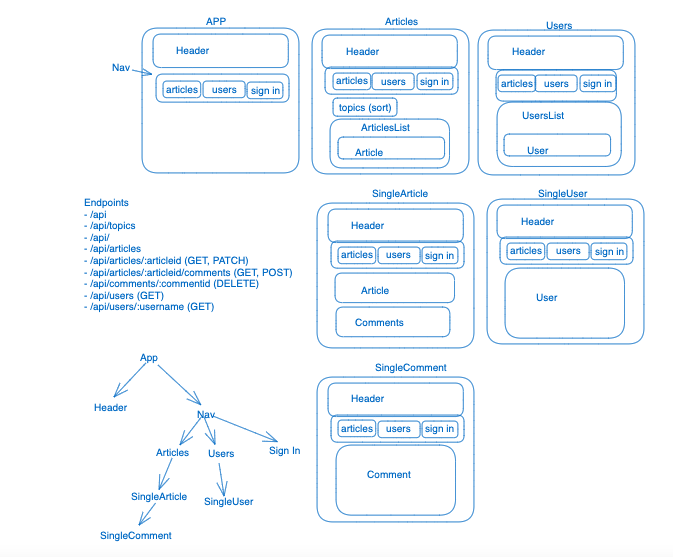 APP
Header
Nav
articles users sign in
Articles
Header
articles users sign in
topics (sort)
ArticlesList
Article
Users
Header
articles users sign in
UsersList
User
Endpoints
- /api
- /api/topics
- /api/
- /api/articles
- /api/articles/:articleid (GET, PATCH)
- /api/articles/:articleid/comments (GET, POST)
- /api/comments/:commentid (DELETE)
- /api/users (GET)
- /api/users/:username (GET)
SingleArticle
Header
articles users sign in
Article
Comments
SingleUser
Header
articles users sign in
User
App
Header
Nav
Articles
Users
Sign In
SingleArticle
SingleUser
SingleComment
SingleComment
Header
articles users sign in
Comment